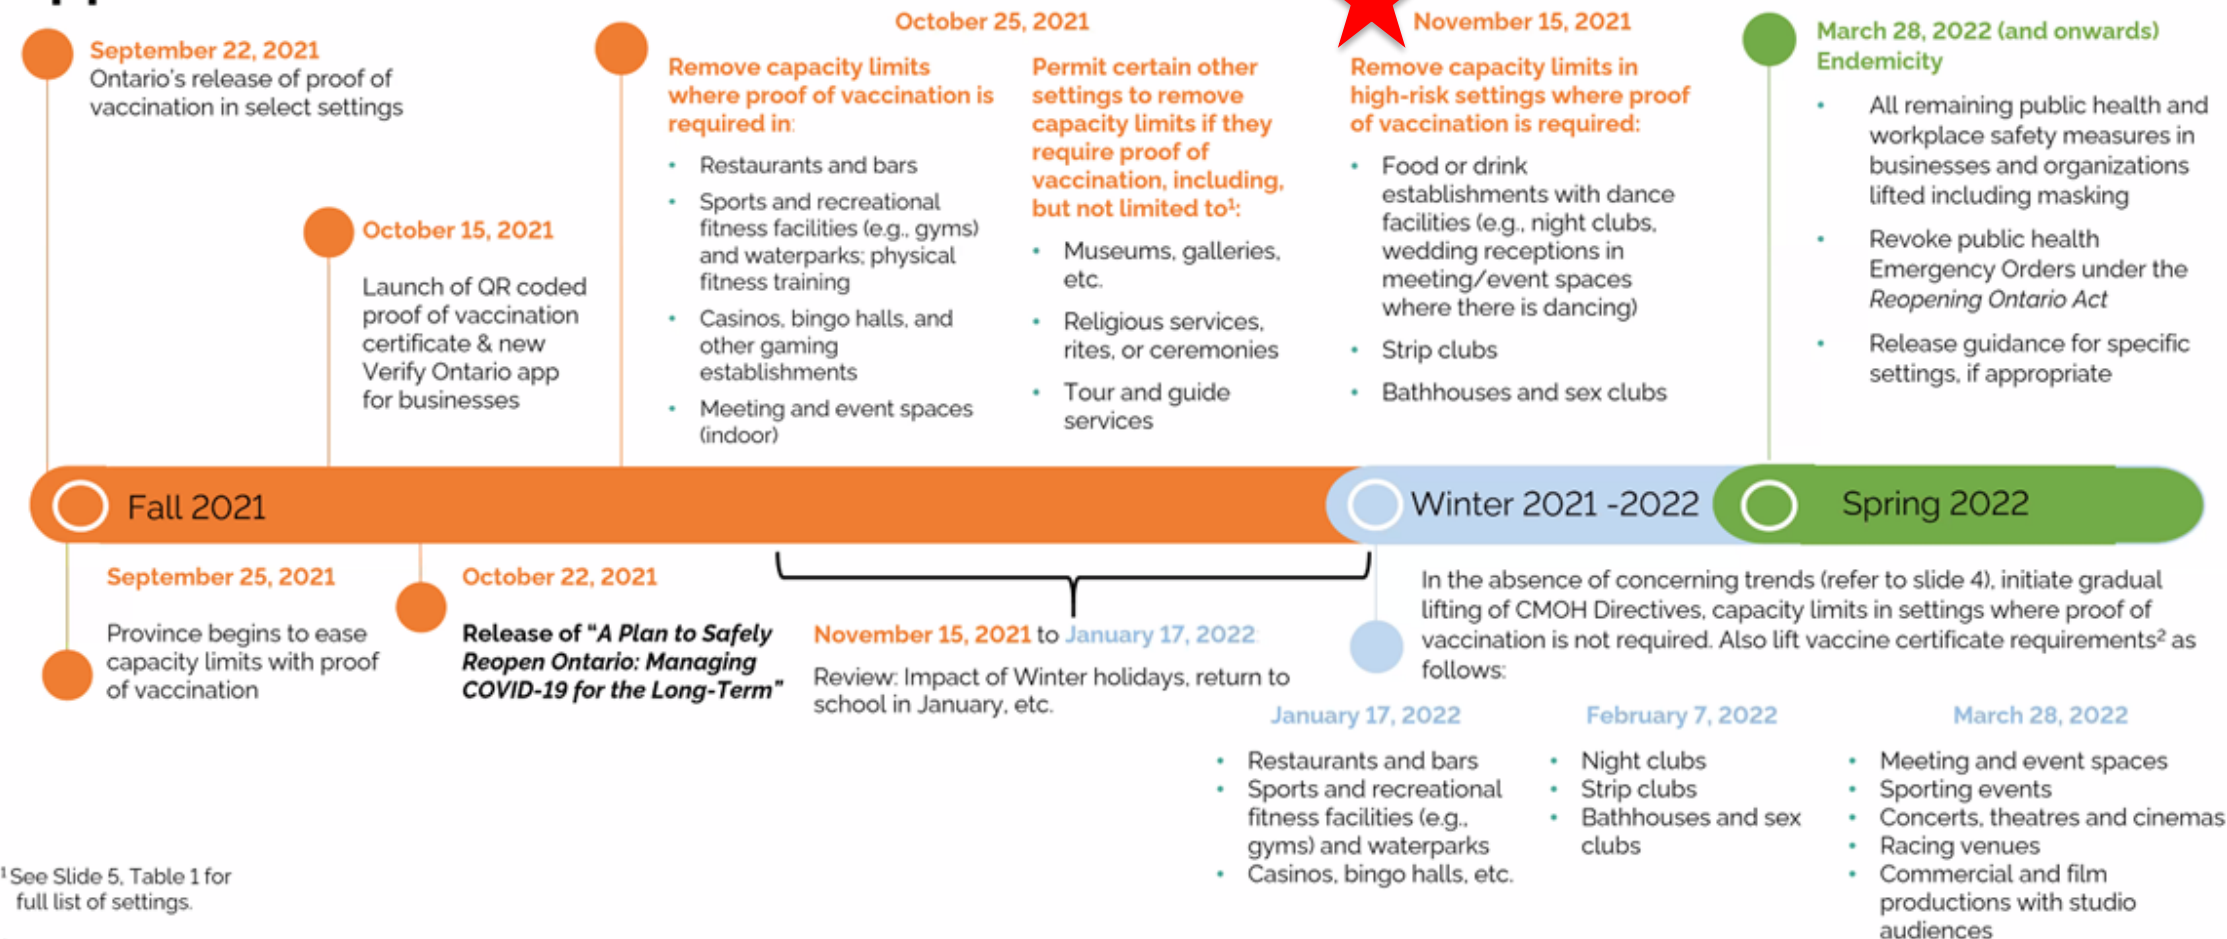 September 22, 2021
Ontario's release of proof of
vaccination in select settings
October 15, 2021
Launch of QR coded
proof of vaccination
certificate & new
Verify Ontario app
for businesses
October 25, 2021
Remove capacity limits
where proof of vaccination is
required in:
• Restaurants and bars
• Sports and recreational
fitness facilities (e.g., gyms)
and waterparks; physical
fitness training
• Casinos, bingo halls, and
other gaming
establishments
• Meeting and event spaces
(indoor)
Permit certain other
settings to remove
capacity limits if they
require proof of
vaccination, including,
but not limited to¹:
• Museums, galleries,
etc.
• Religious services,
rites, or ceremonies
• Tour and guide
services
November 15, 2021
Remove capacity limits in
high-risk settings where proof
of vaccination is required:
• Food or drink
establishments with dance
facilities (e.g., night clubs,
wedding receptions in
meeting/event spaces
where there is dancing)
• Strip clubs
• Bathhouses and sex clubs
March 28, 2022 (and onwards)
Endemicity
• All remaining public health and
workplace safety measures in
businesses and organizations
lifted including masking
• Revoke public health
Emergency Orders under the
Reopening Ontario Act
• Release guidance for specific
settings, if appropriate
Fall 2021
Winter 2021 -2022
Spring 2022
September 25, 2021
Province begins to ease
capacity limits with proof
of vaccination
October 22, 2021
Release of “A Plan to Safely
Reopen Ontario: Managing
COVID-19 for the Long-Term”
November 15, 2021 to January 17, 2022:
Review: Impact of Winter holidays, return to
school in January, etc.
In the absence of concerning trends (refer to slide 4), initiate gradual
lifting of CMOH Directives, capacity limits in settings where proof of
vaccination is not required. Also lift vaccine certificate requirements² as
follows:
January 17, 2022
• Restaurants and bars
• Sports and recreational
fitness facilities (e.g.,
gyms) and waterparks
• Casinos, bingo halls, etc.
February 7, 2022
• Night clubs
• Strip clubs
• Bathhouses and sex
clubs
March 28, 2022
• Meeting and event spaces
• Sporting events
• Concerts, theatres and cinemas
• Racing venues
• Commercial and film
productions with studio
audiences
¹ See Slide 5, Table 1 for
full list of settings.